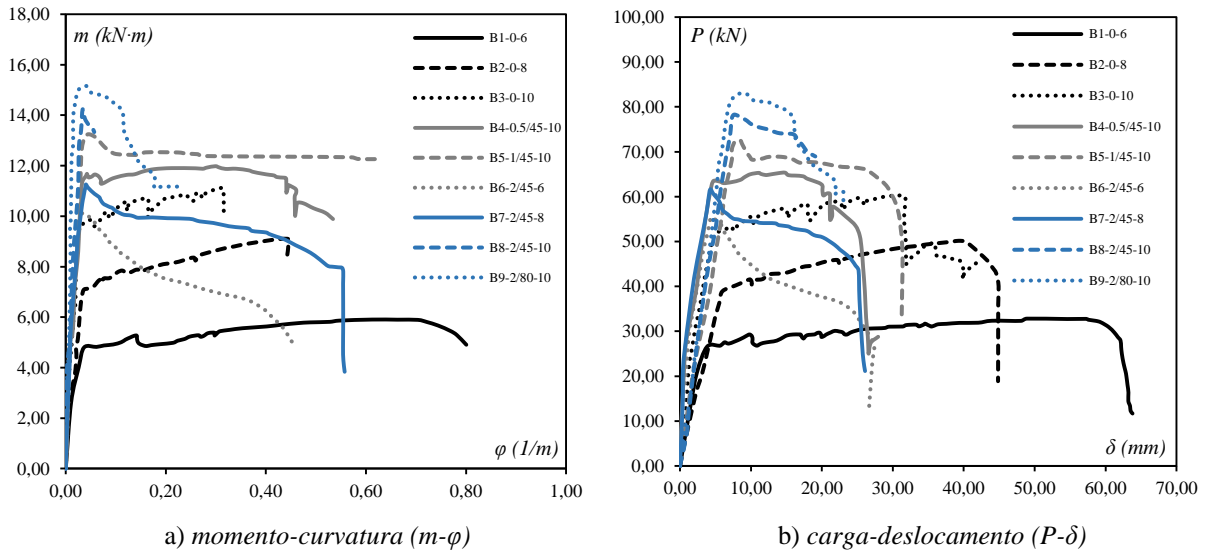 m (kN·m)
18,00
16,00
14,00
12,00
10,00
8,00
6,00
4,00
2,00
0,00
0,00 0,20 0,40 0,60 0,80 1,00
φ (1/m)
B1-0-6
B2-0-8
B3-0-10
B4-0.5/45-10
B5-1/45-10
B6-2/45-6
B7-2/45-8
B8-2/45-10
B9-2/80-10
a) momento-curvatura (m-φ)
P (kN)
100,00
90,00
80,00
70,00
60,00
50,00
40,00
30,00
20,00
10,00
0,00
0,00 10,00 20,00 30,00 40,00 50,00 60,00 70,00
δ (mm)
B1-0-6
B2-0-8
B3-0-10
B4-0.5/45-10
B5-1/45-10
B6-2/45-6
B7-2/45-8
B8-2/45-10
B9-2/80-10
b) carga-deslocamento (P-δ)